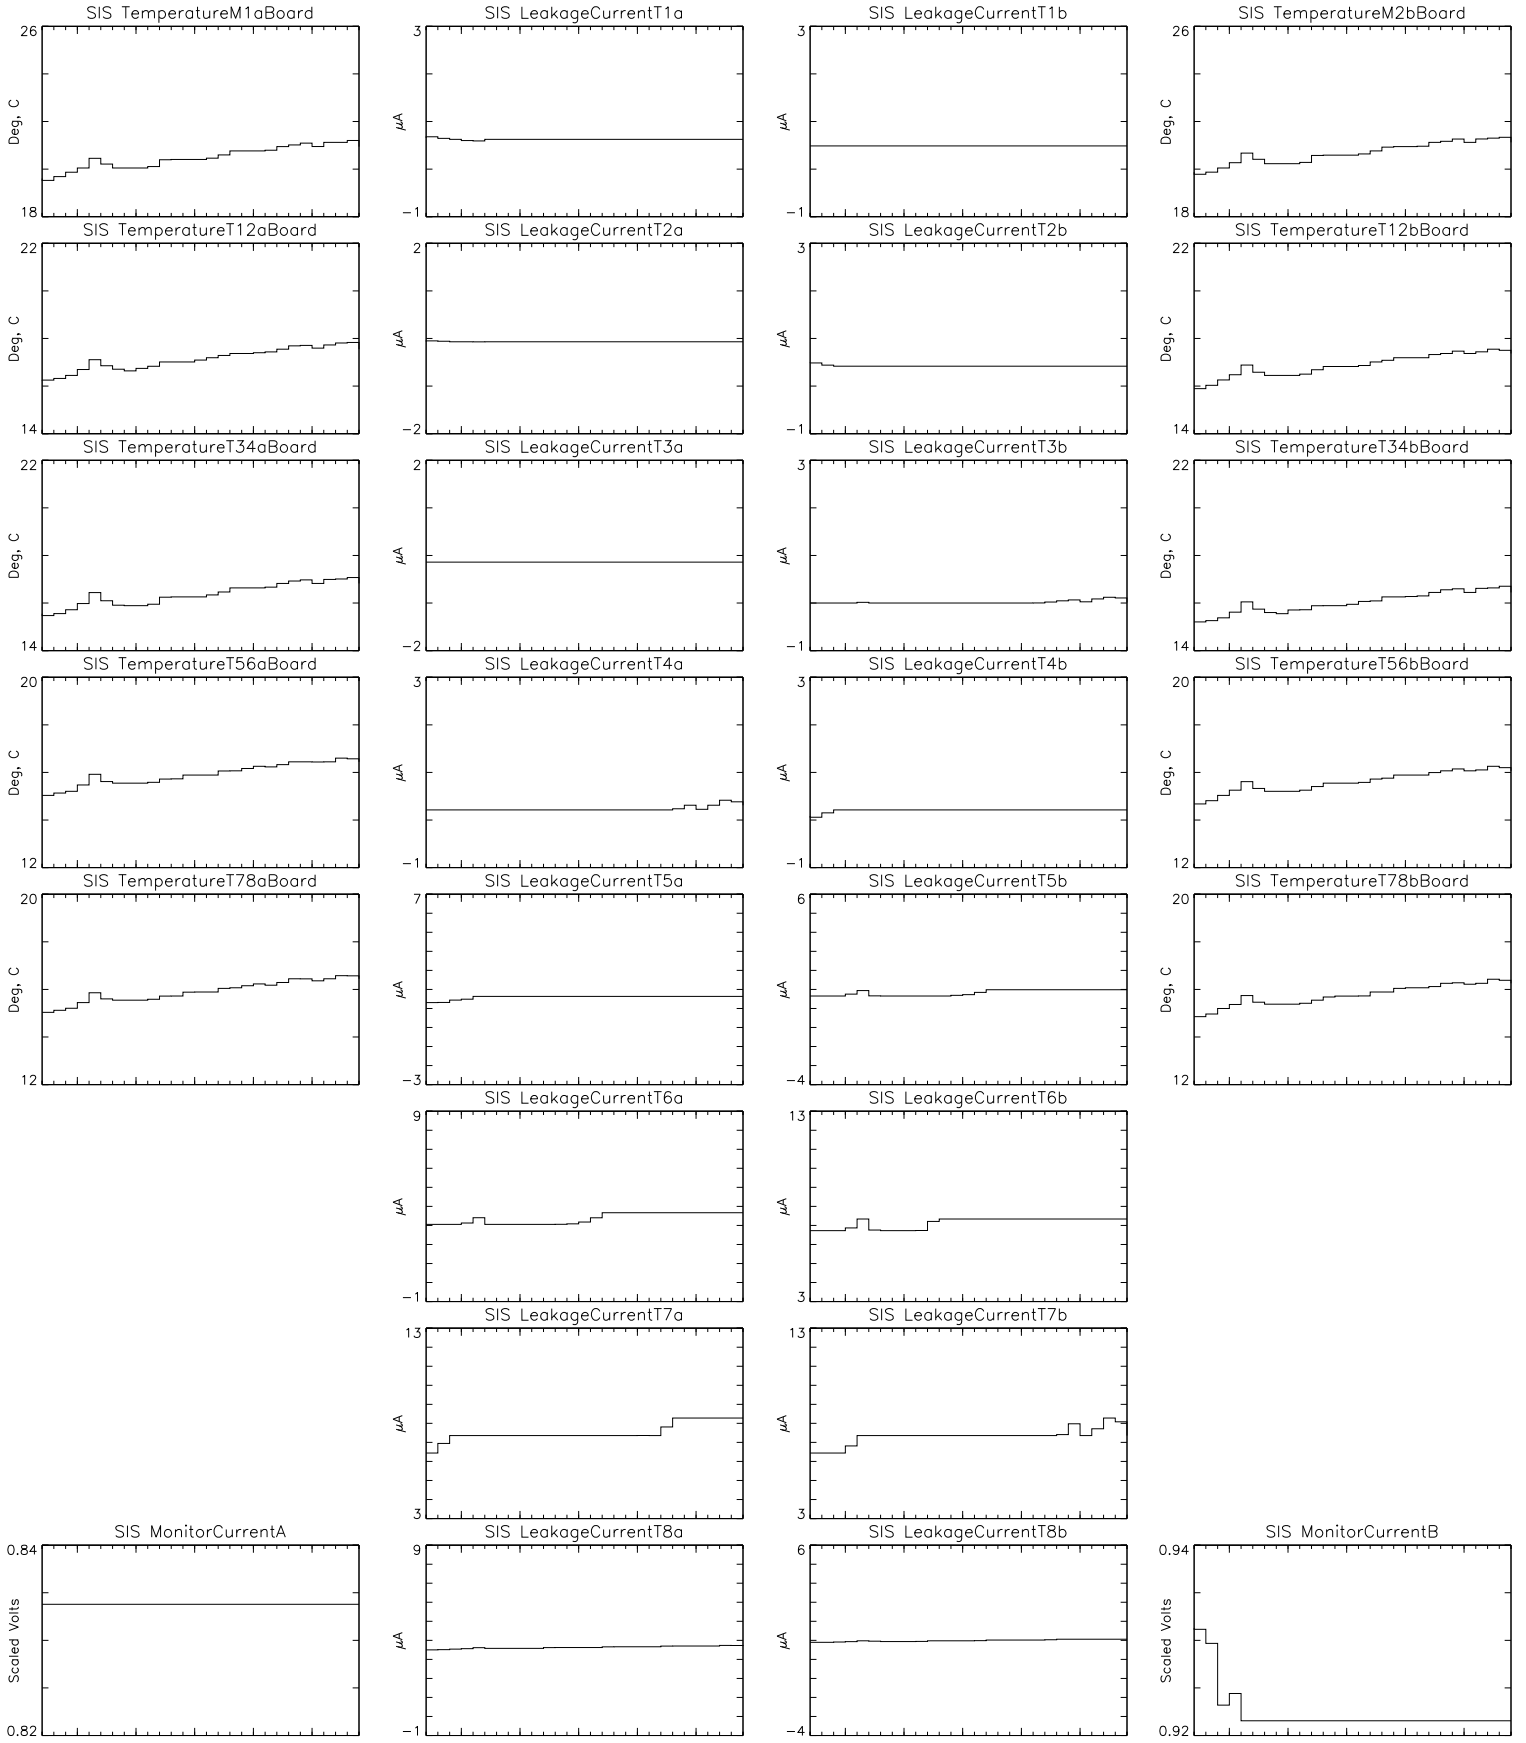 SIS TemperatureM1aBoard
26
Deg, C
18
SIS LeakageCurrentT1a
3
μA
−1
SIS LeakageCurrentT1b
3
μA
−1
SIS TemperatureM2bBoard
26
Deg, C
18
SIS TemperatureT12aBoard
22
Deg, C
14
SIS LeakageCurrentT2a
2
μA
−2
SIS LeakageCurrentT2b
3
μA
−1
SIS TemperatureT12bBoard
22
Deg, C
14
SIS TemperatureT34aBoard
22
Deg, C
14
SIS LeakageCurrentT3a
2
μA
−2
SIS LeakageCurrentT3b
3
μA
−1
SIS TemperatureT34bBoard
22
Deg, C
14
SIS TemperatureT56aBoard
20
Deg, C
12
SIS LeakageCurrentT4a
3
μA
−1
SIS LeakageCurrentT4b
3
μA
−1
SIS TemperatureT56bBoard
20
Deg, C
12
SIS TemperatureT78aBoard
20
Deg, C
12
SIS LeakageCurrentT5a
7
μA
−3
SIS LeakageCurrentT5b
6
μA
−4
SIS TemperatureT78bBoard
20
Deg, C
12
SIS LeakageCurrentT6a
9
μA
−1
SIS LeakageCurrentT6b
13
μA
3
SIS LeakageCurrentT7a
13
μA
3
SIS LeakageCurrentT7b
13
μA
3
SIS MonitorCurrentA
0.84
Scaled Volts
0.82
SIS LeakageCurrentT8a
9
μA
−1
SIS LeakageCurrentT8b
6
μA
−4
SIS MonitorCurrentB
0.94
Scaled Volts
0.92